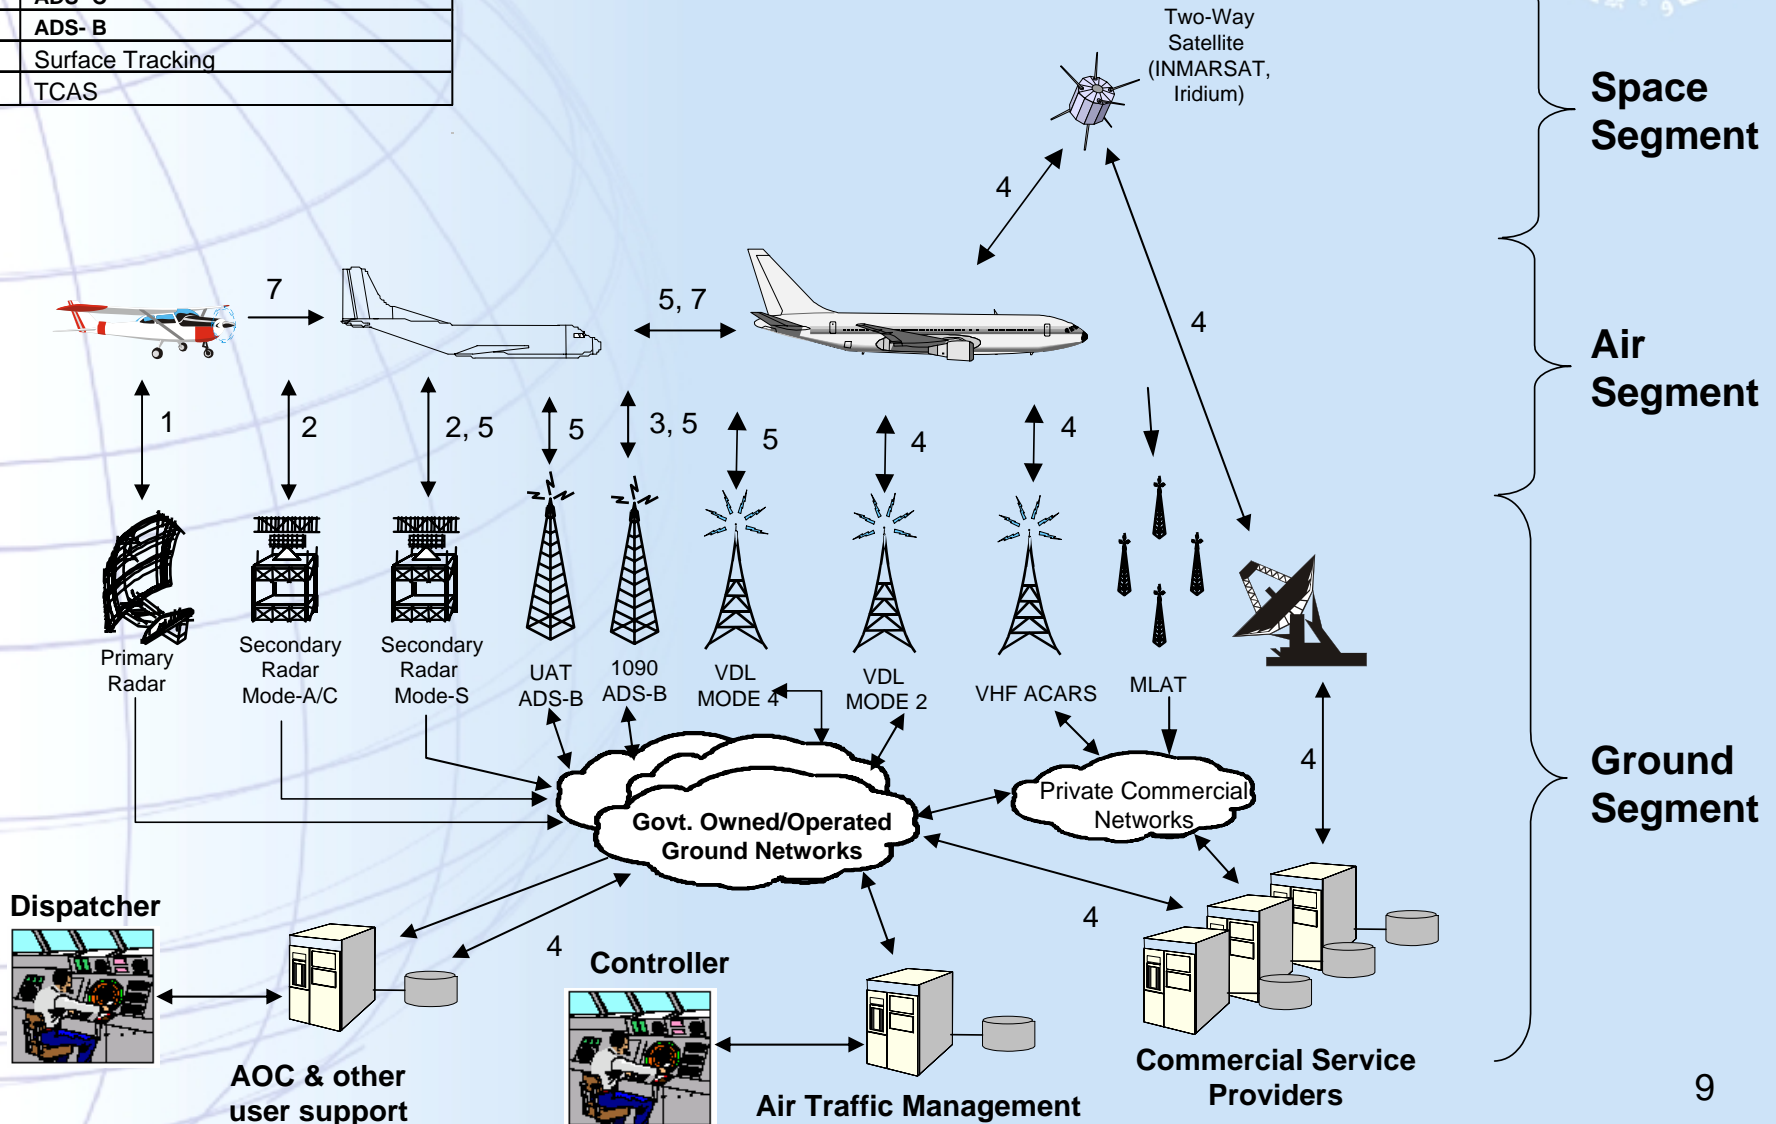 ADS- C
ADS- B
Surface Tracking
TCAS
Two-Way
Satellite
(INMARSAT,
Iridium)
Space
Segment
4
7
5, 7
4
Air
Segment
1
2
2, 5
5
3, 5
5
4
4
Primary
Radar
Secondary
Radar
Mode-A/C
Secondary
Radar
Mode-S
UAT
ADS-B
1090
ADS-B
VDL
MODE 4
VDL
MODE 2
VHF ACARS
MLAT
4
Ground
Segment
Govt. Owned/Operated
Ground Networks
Private Commercial
Networks
Dispatcher
4
4
Controller
AOC & other
user support
Air Traffic Management
Commercial Service
Providers
9